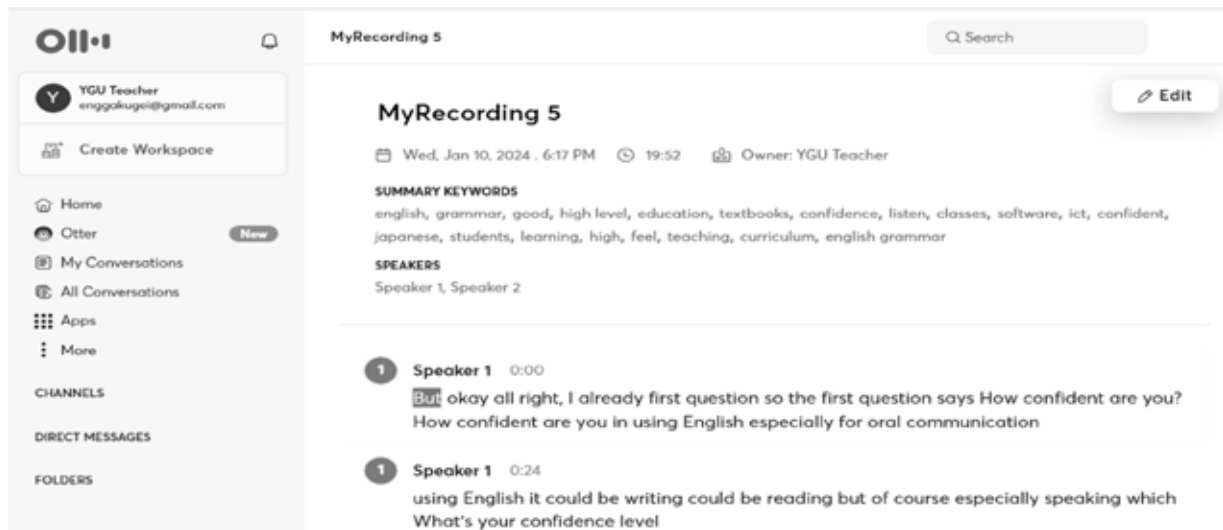 MyRecording 5
Search
Y
YGU Teacher
enggakugei@gmail.com
Create Workspace
Home
Otter New
My Conversations
All Conversations
Apps
More
CHANNELS
DIRECT MESSAGES
FOLDERS
Edit
MyRecording 5
Wed, Jan 10, 2024 . 6:17 PM 19:52 Owner: YGU Teacher
SUMMARY KEYWORDS
english, grammar, good, high level, education, textbooks, confidence, listen, classes, software, ict, confident,
japanese, students, learning, high, feel, teaching, curriculum, english grammar
SPEAKERS
Speaker 1, Speaker 2
1 Speaker 1 0:00
But okay all right, I already first question so the first question says How confident are you?
How confident are you in using English especially for oral communication
1 Speaker 1 0:24
using English it could be writing could be reading but of course especially speaking which
What's your confidence level